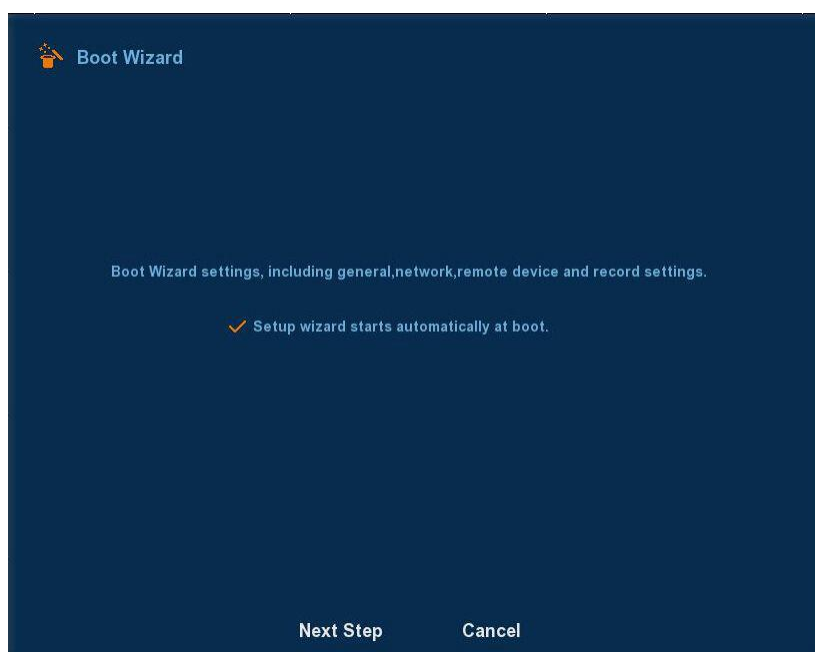 Boot Wizard
Boot Wizard settings, including general,network,remote device and record settings.
Setup wizard starts automatically at boot.
Next Step Cancel